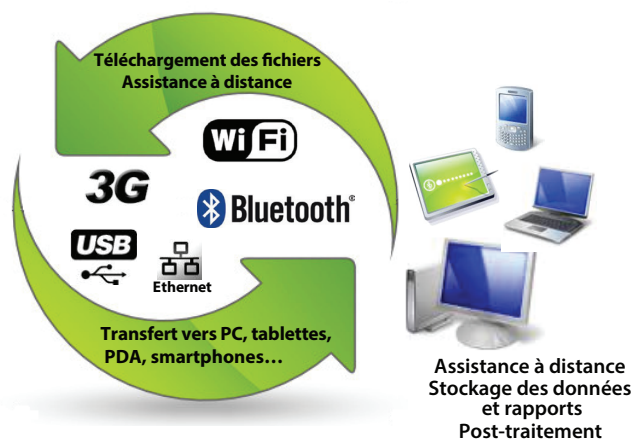 Téléchargement des fichiers
Assistance à distance
WiFi
3G
Bluetooth®
USB
Ethernet
Transfert vers PC, tablettes,
PDA, smartphones…
Assistance à distance
Stockage des données
et rapports
Post-traitement